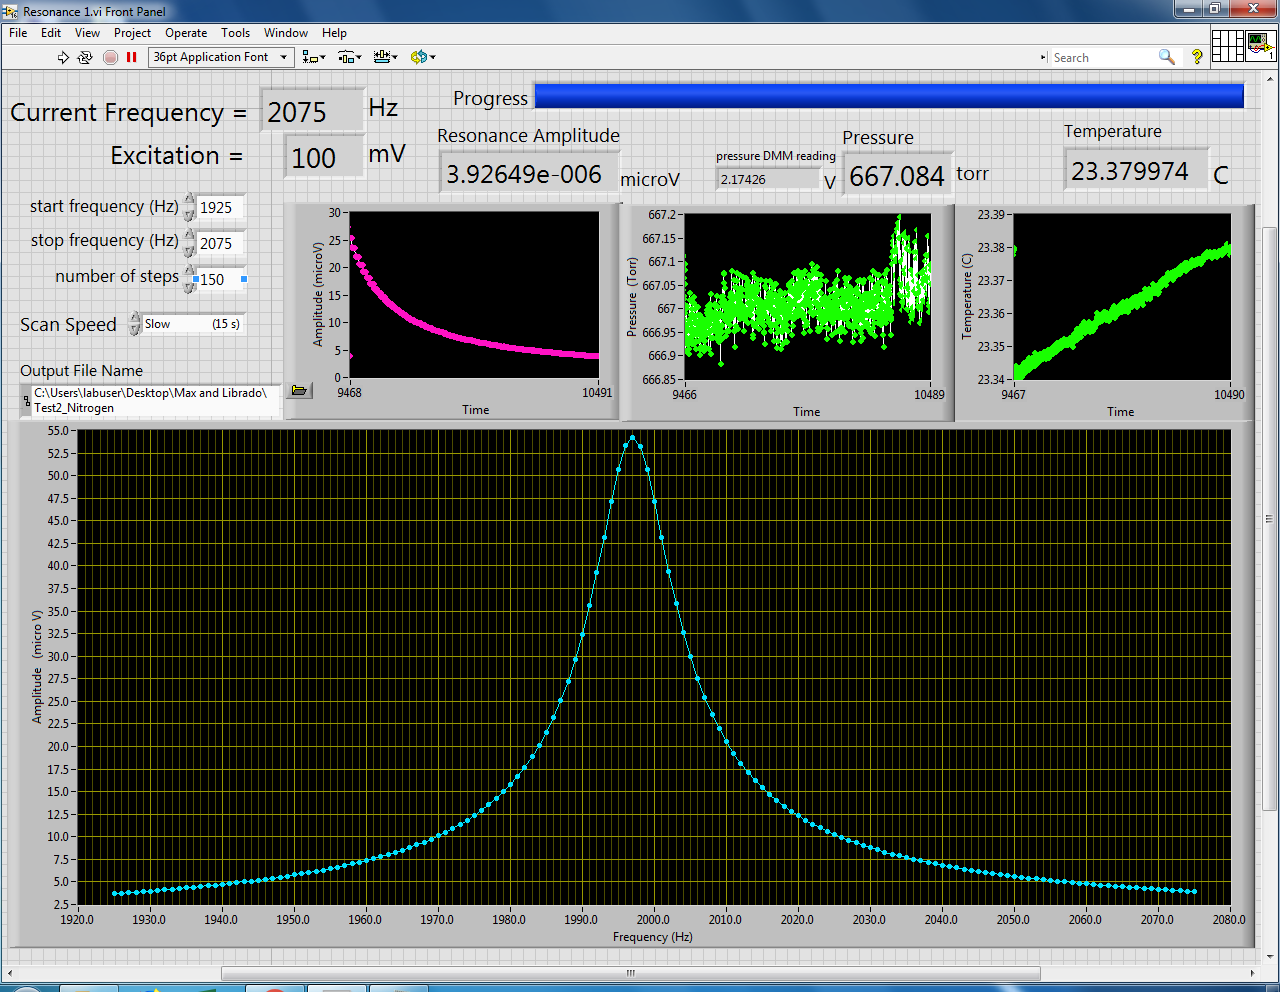 Resonance 1.vi Front Panel
File Edit View Project Operate Tools Window Help
36pt Application Font
Search
1
Current Frequency = 2075 Hz
Progress
Excitation = 100 mV
Resonance Amplitude
3.92649e-006 microV
pressure DMM reading
2.17426 V
Pressure
667.084 torr
Temperature
23.379974 C
start frequency (Hz) 1925
stop frequency (Hz) 2075
number of steps 150
Scan Speed Slow (15 s)
Output File Name
C:\Users\labuser\Desktop\Max and Librado\
Test2_Nitrogen
Amplitude (microV)
30
25
20
15
10
5
0
9468 10491
Time
Pressure (Torr)
667.2
667.15
667.1
667.05
667
666.95
666.9
666.85
9466 10489
Time
Temperature (C)
23.39
23.38
23.36
23.35
23.34
9467 10490
Time
Amplitude (micro V)
55.0
52.5
50.0
47.5
45.0
42.5
40.0
37.5
35.0
32.5
30.0
27.5
25.0
22.5
20.0
17.5
15.0
12.5
10.0
7.5
5.0
2.5
1920.0 1930.0 1940.0 1950.0 1960.0 1970.0 1980.0 1990.0 2000.0 2010.0 2020.0 2030.0 2040.0 2050.0 2060.0 2070.0 2080.0
Frequency (Hz)